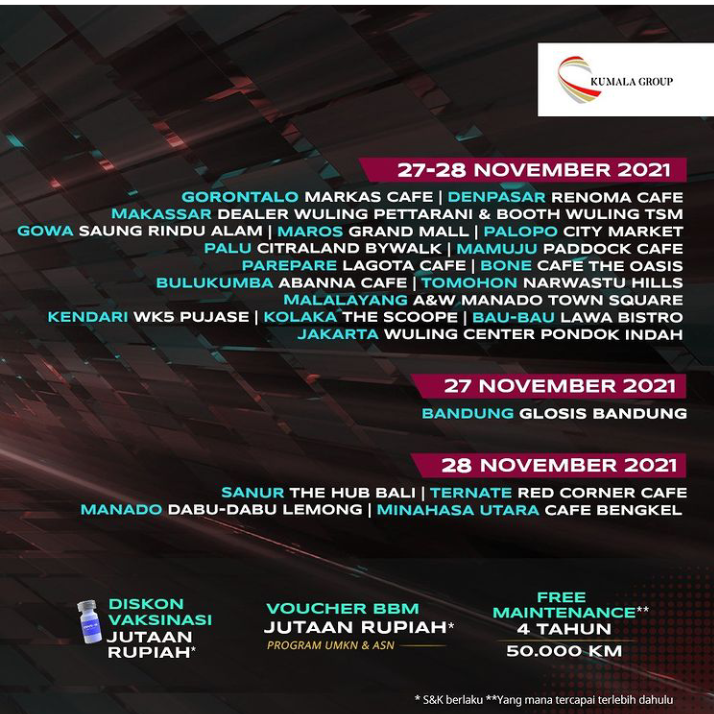 KUMALA GROUP
27-28 NOVEMBER 2021
GORONTALO MARKAS CAFE | DENPASAR RENOMA CAFE
MAKASSAR DEALER WULING PETTARANI & BOOTH WULING TSM
GOWA SAUNG RINDU ALAM | MAROS GRAND MALL | PALOPO CITY MARKET
PALU CITRALAND BYWALK | MAMUJU PADDOCK CAFE
PAREPARE LAGOTA CAFE | BONE CAFE THE OASIS
BULUKUMBA ABANNA CAFE | TOMOHON NARWASTU HILLS
MALALAYANG A&W MANADO TOWN SQUARE
KENDARI WK5 PUJASE | KOLAKA THE SCOOPE | BAU-BAU LAWA BISTRO
JAKARTA WULING CENTER PONDOK INDAH
27 NOVEMBER 2021
BANDUNG GLOSIS BANDUNG
28 NOVEMBER 2021
SANUR THE HUB BALI | TERNATE RED CORNER CAFE
MANADO DABU-DABU LEMONG | MINAHASA UTARA CAFE BENGKEL
DISKON
VAKSINASI
JUTAAN
RUPIAH*
VOUCHER BBM
JUTAAN RUPIAH*
PROGRAM UMKN & ASN
FREE
MAINTENANCE**
4 TAHUN
50.000 KM
* S&K berlaku **Yang mana tercapai terlebih dahulu